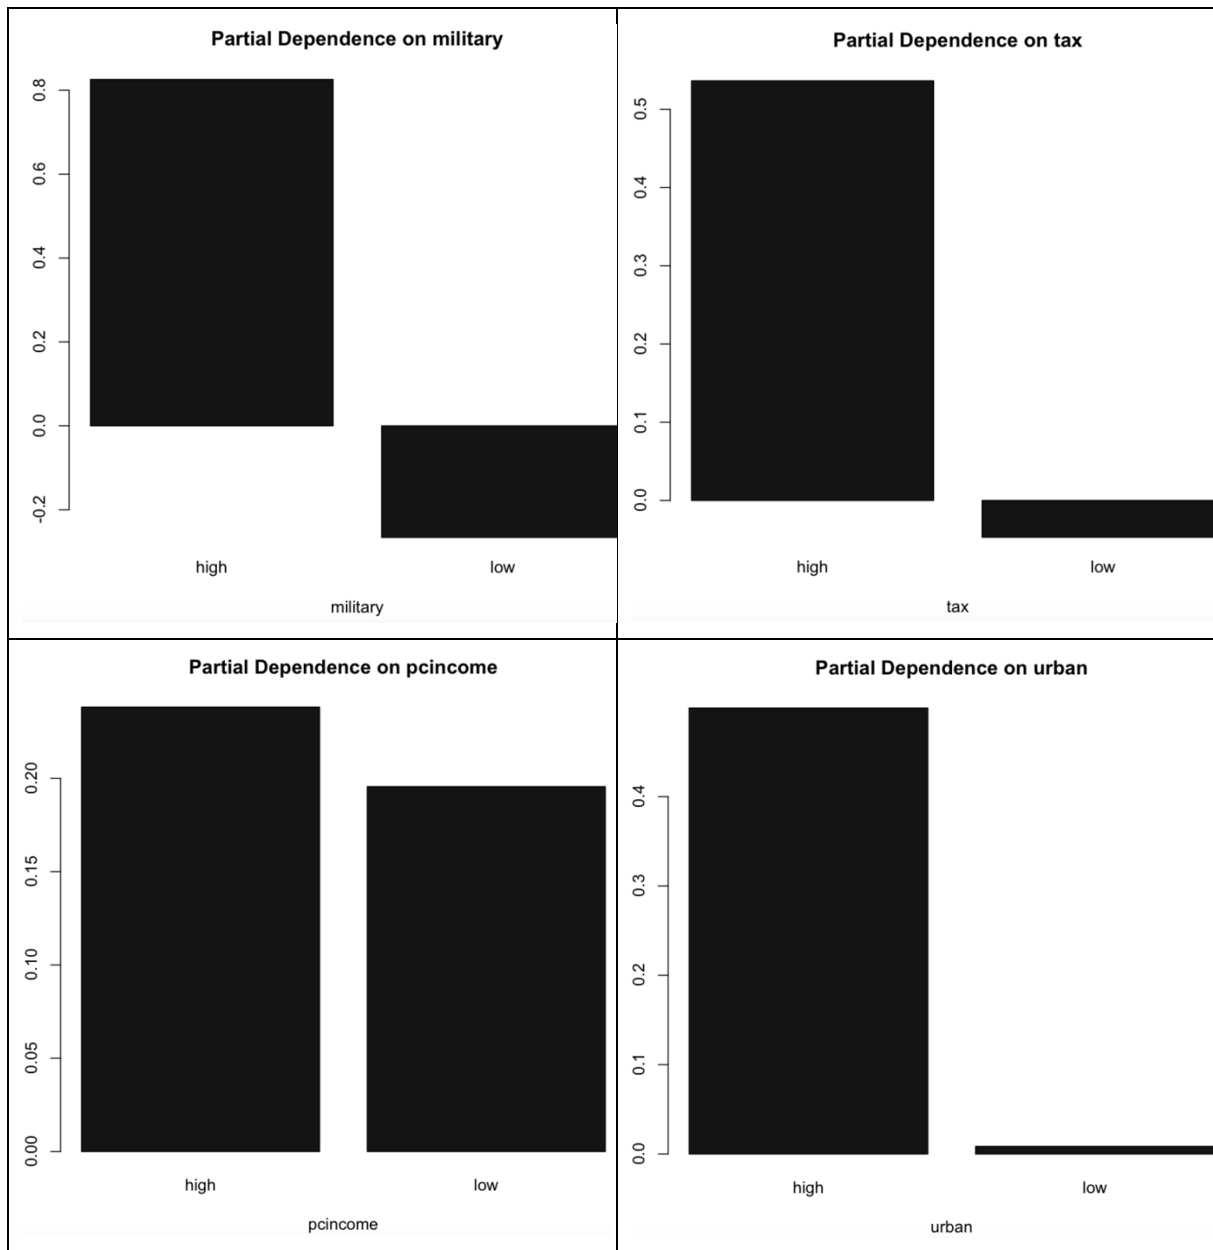 Partial Dependence on military
0.8
0.6
0.4
0.2
0.0
-0.2
high low
military
Partial Dependence on tax
0.5
0.4
0.3
0.2
0.1
0.0
high low
tax
Partial Dependence on pcincome
0.20
0.15
0.10
0.05
0.00
high low
pcincome
Partial Dependence on urban
0.4
0.3
0.2
0.1
0.0
high low
urban